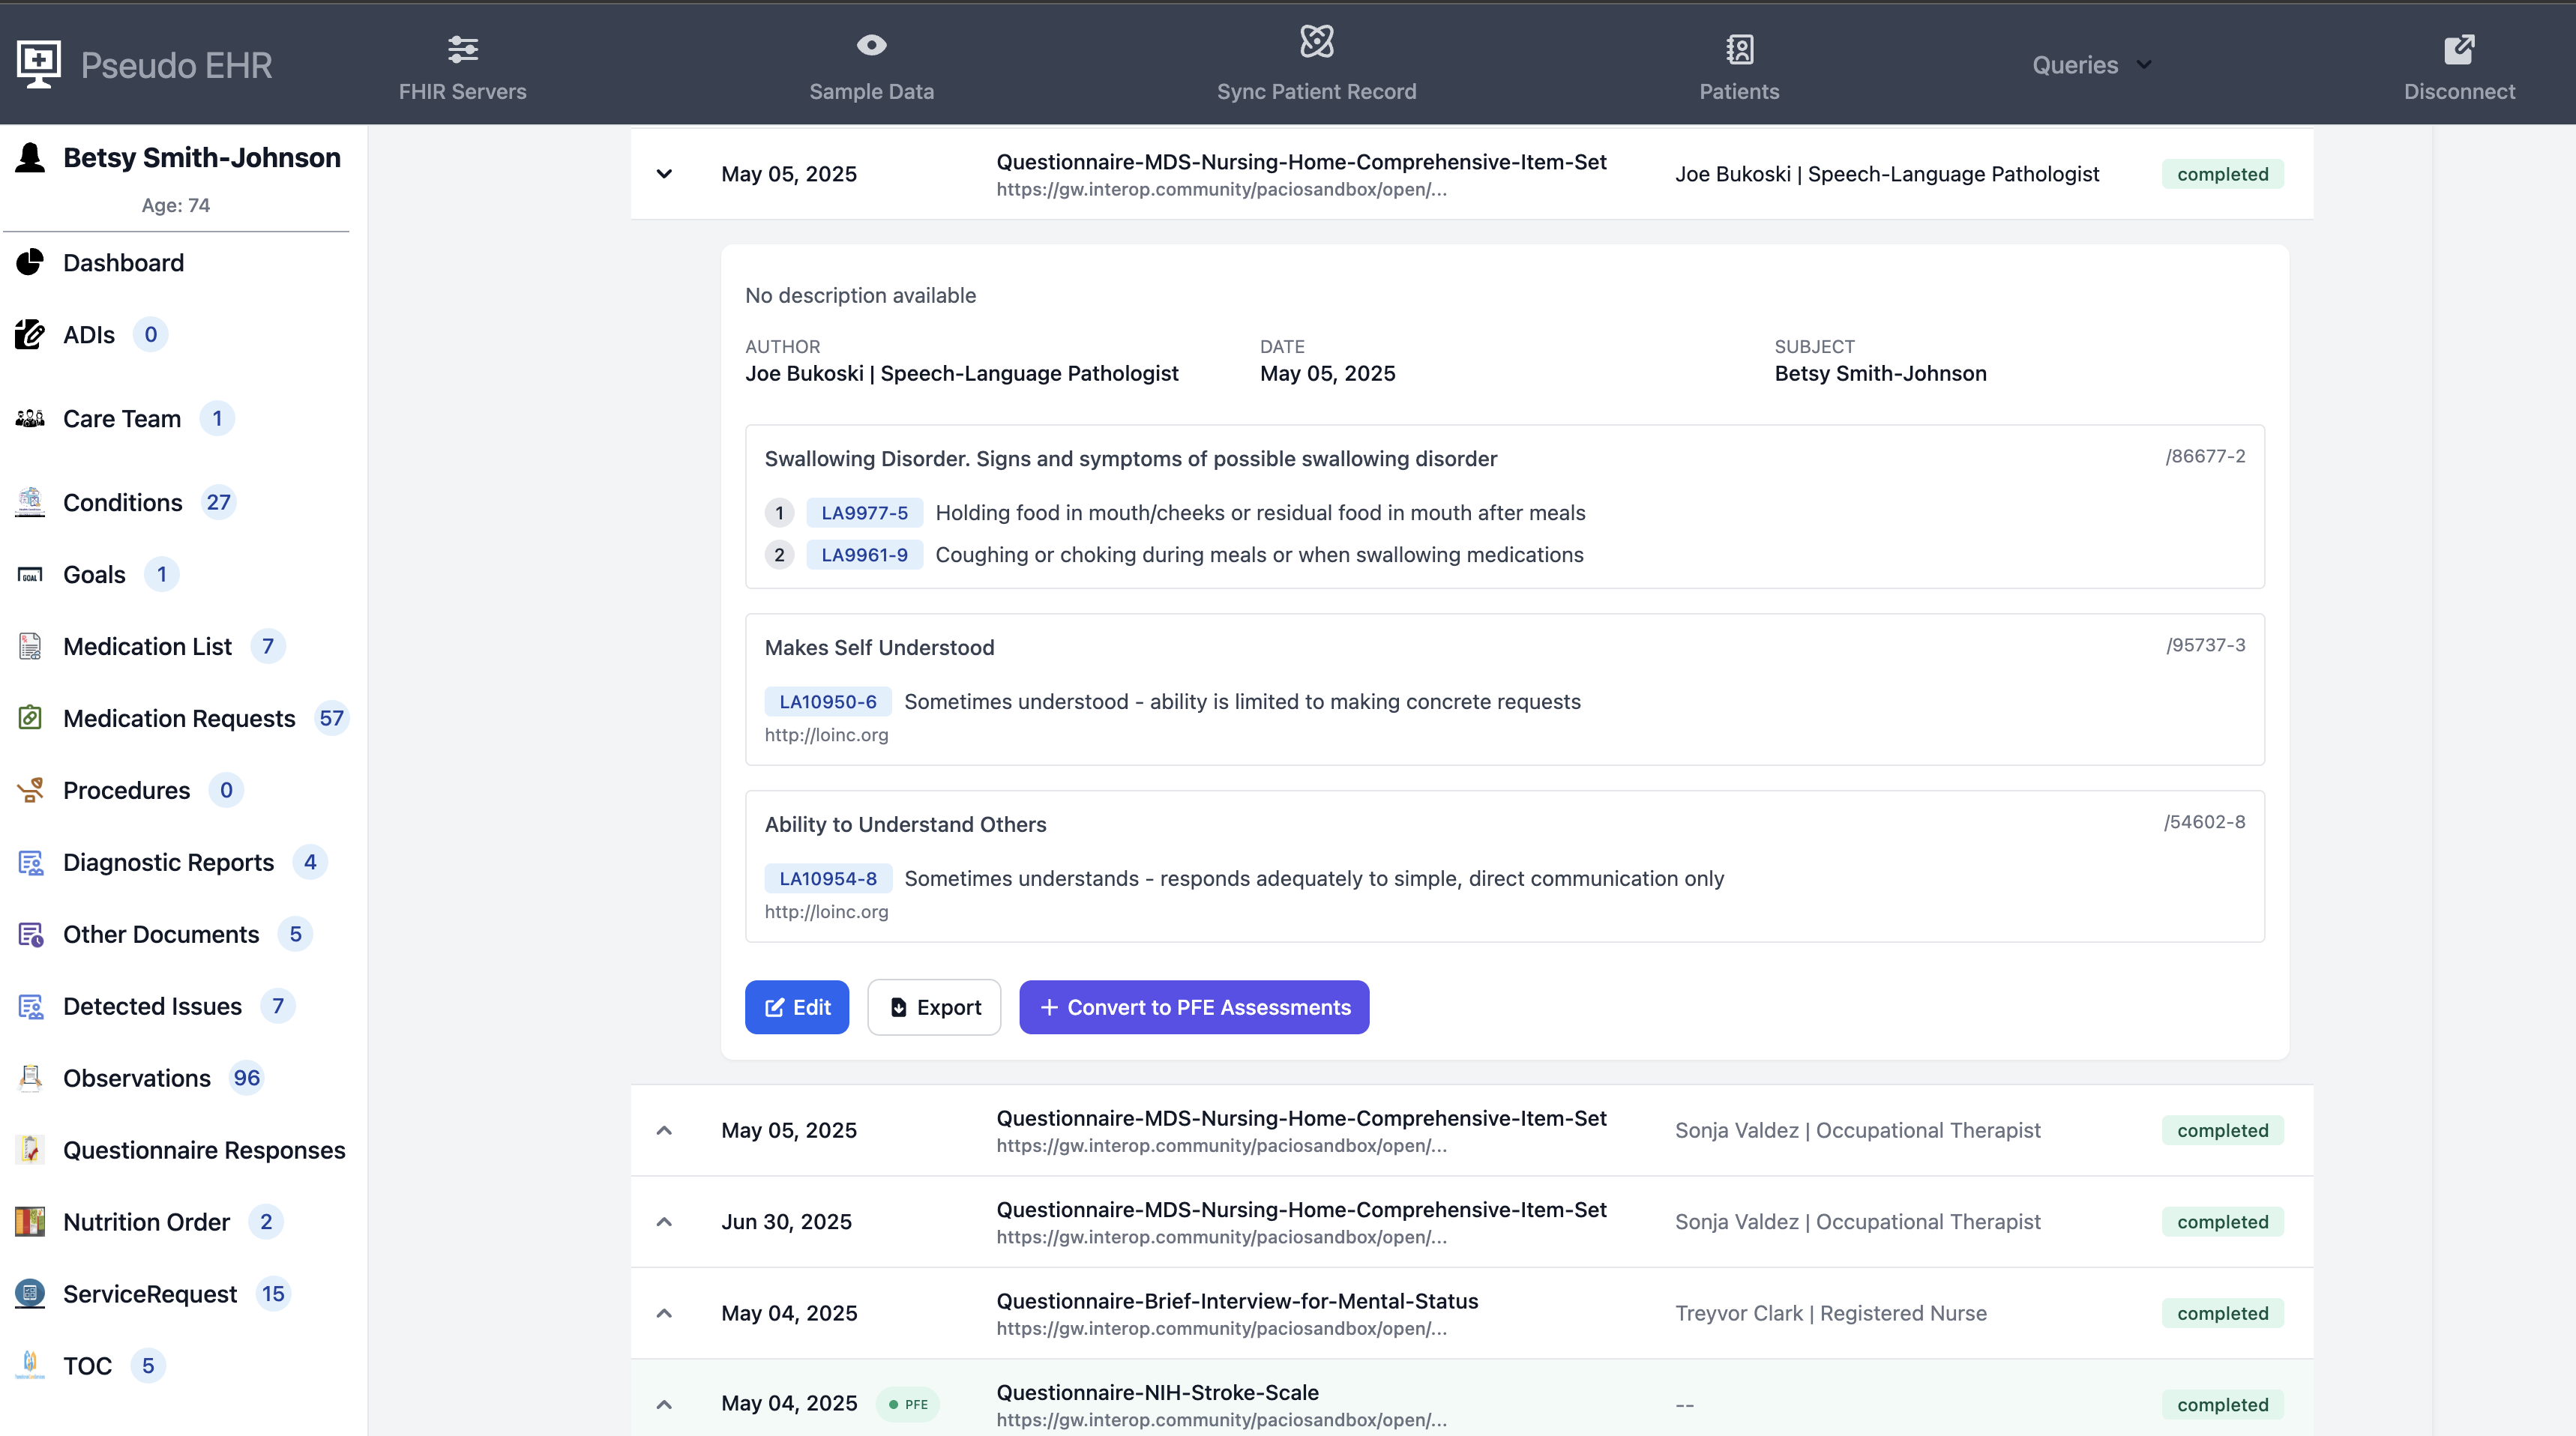 Pseudo EHR
FHIR Servers
Sample Data
Sync Patient Record
Patients
Queries
Disconnect
Betsy Smith-Johnson
Age: 74
Dashboard
ADIs 0
Care Team 1
Conditions 27
Goals 1
Medication List 7
Medication Requests 57
Procedures 0
Diagnostic Reports 4
Other Documents 5
Detected Issues 7
Observations 96
Questionnaire Responses
Nutrition Order 2
ServiceRequest 15
TOC 5
May 05, 2025 Questionnaire-MDS-Nursing-Home-Comprehensive-Item-Set Joe Bukoski | Speech-Language Pathologist completed
https://gw.interop.community/paciosandbox/open/...
No description available
AUTHOR DATE SUBJECT
Joe Bukoski | Speech-Language Pathologist May 05, 2025 Betsy Smith-Johnson
Swallowing Disorder. Signs and symptoms of possible swallowing disorder /86677-2
1 LA9977-5 Holding food in mouth/cheeks or residual food in mouth after meals
2 LA9961-9 Coughing or choking during meals or when swallowing medications
Makes Self Understood /95737-3
LA10950-6 Sometimes understood - ability is limited to making concrete requests
http://loinc.org
Ability to Understand Others /54602-8
LA10954-8 Sometimes understands - responds adequately to simple, direct communication only
http://loinc.org
Edit Export + Convert to PFE Assessments
May 05, 2025 Questionnaire-MDS-Nursing-Home-Comprehensive-Item-Set Sonja Valdez | Occupational Therapist completed
https://gw.interop.community/paciosandbox/open/...
Jun 30, 2025 Questionnaire-MDS-Nursing-Home-Comprehensive-Item-Set Sonja Valdez | Occupational Therapist completed
https://gw.interop.community/paciosandbox/open/...
May 04, 2025 Questionnaire-Brief-Interview-for-Mental-Status Treyvor Clark | Registered Nurse completed
https://gw.interop.community/paciosandbox/open/...
May 04, 2025 PFE Questionnaire-NIH-Stroke-Scale -- completed
https://gw.interop.community/paciosandbox/open/...